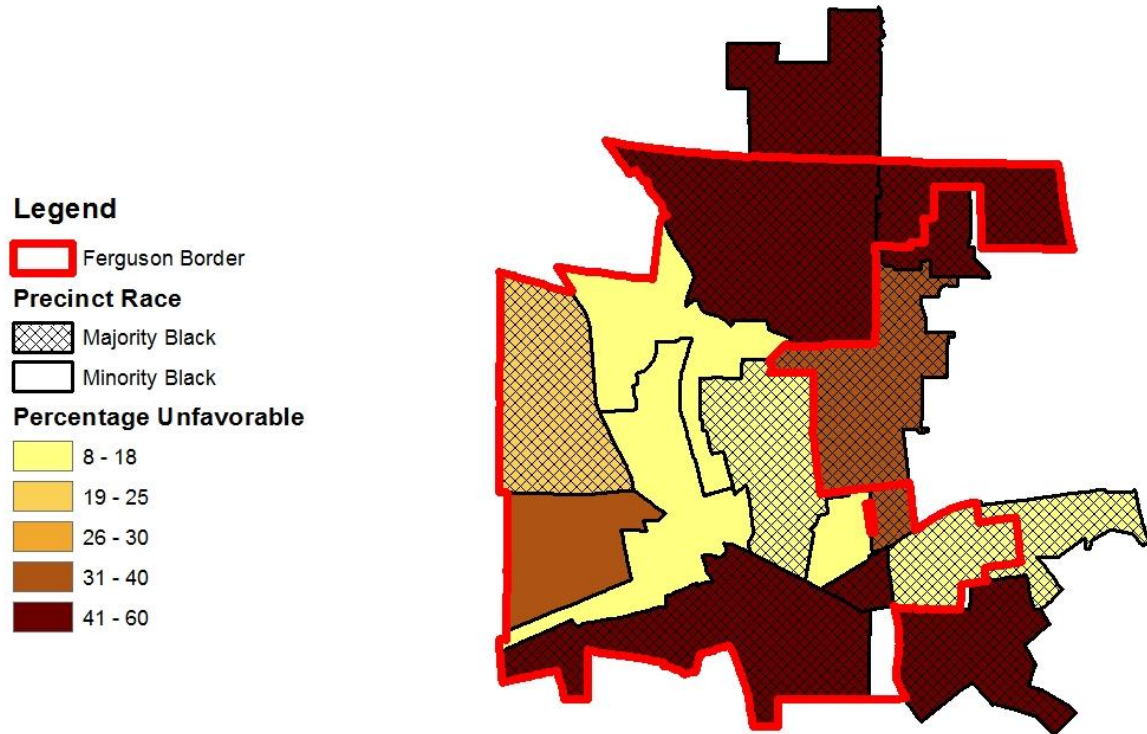 Legend
Ferguson Border
Precinct Race
Majority Black
Minority Black
Percentage Unfavorable
8 - 18
19 - 25
26 - 30
31 - 40
41 - 60